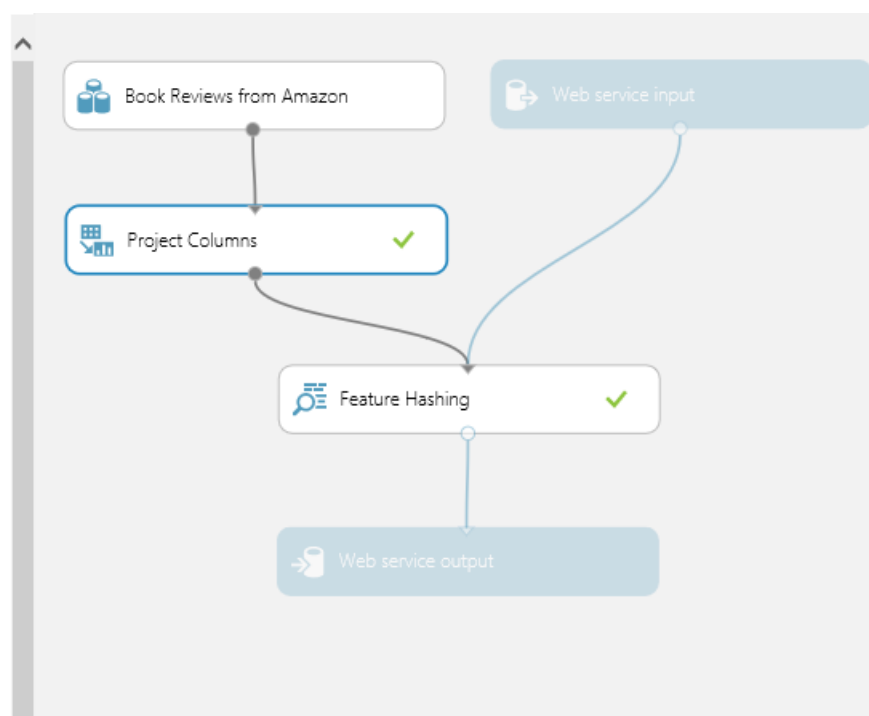 Book Reviews from Amazon
Web service input
Project Columns
Feature Hashing
Web service output